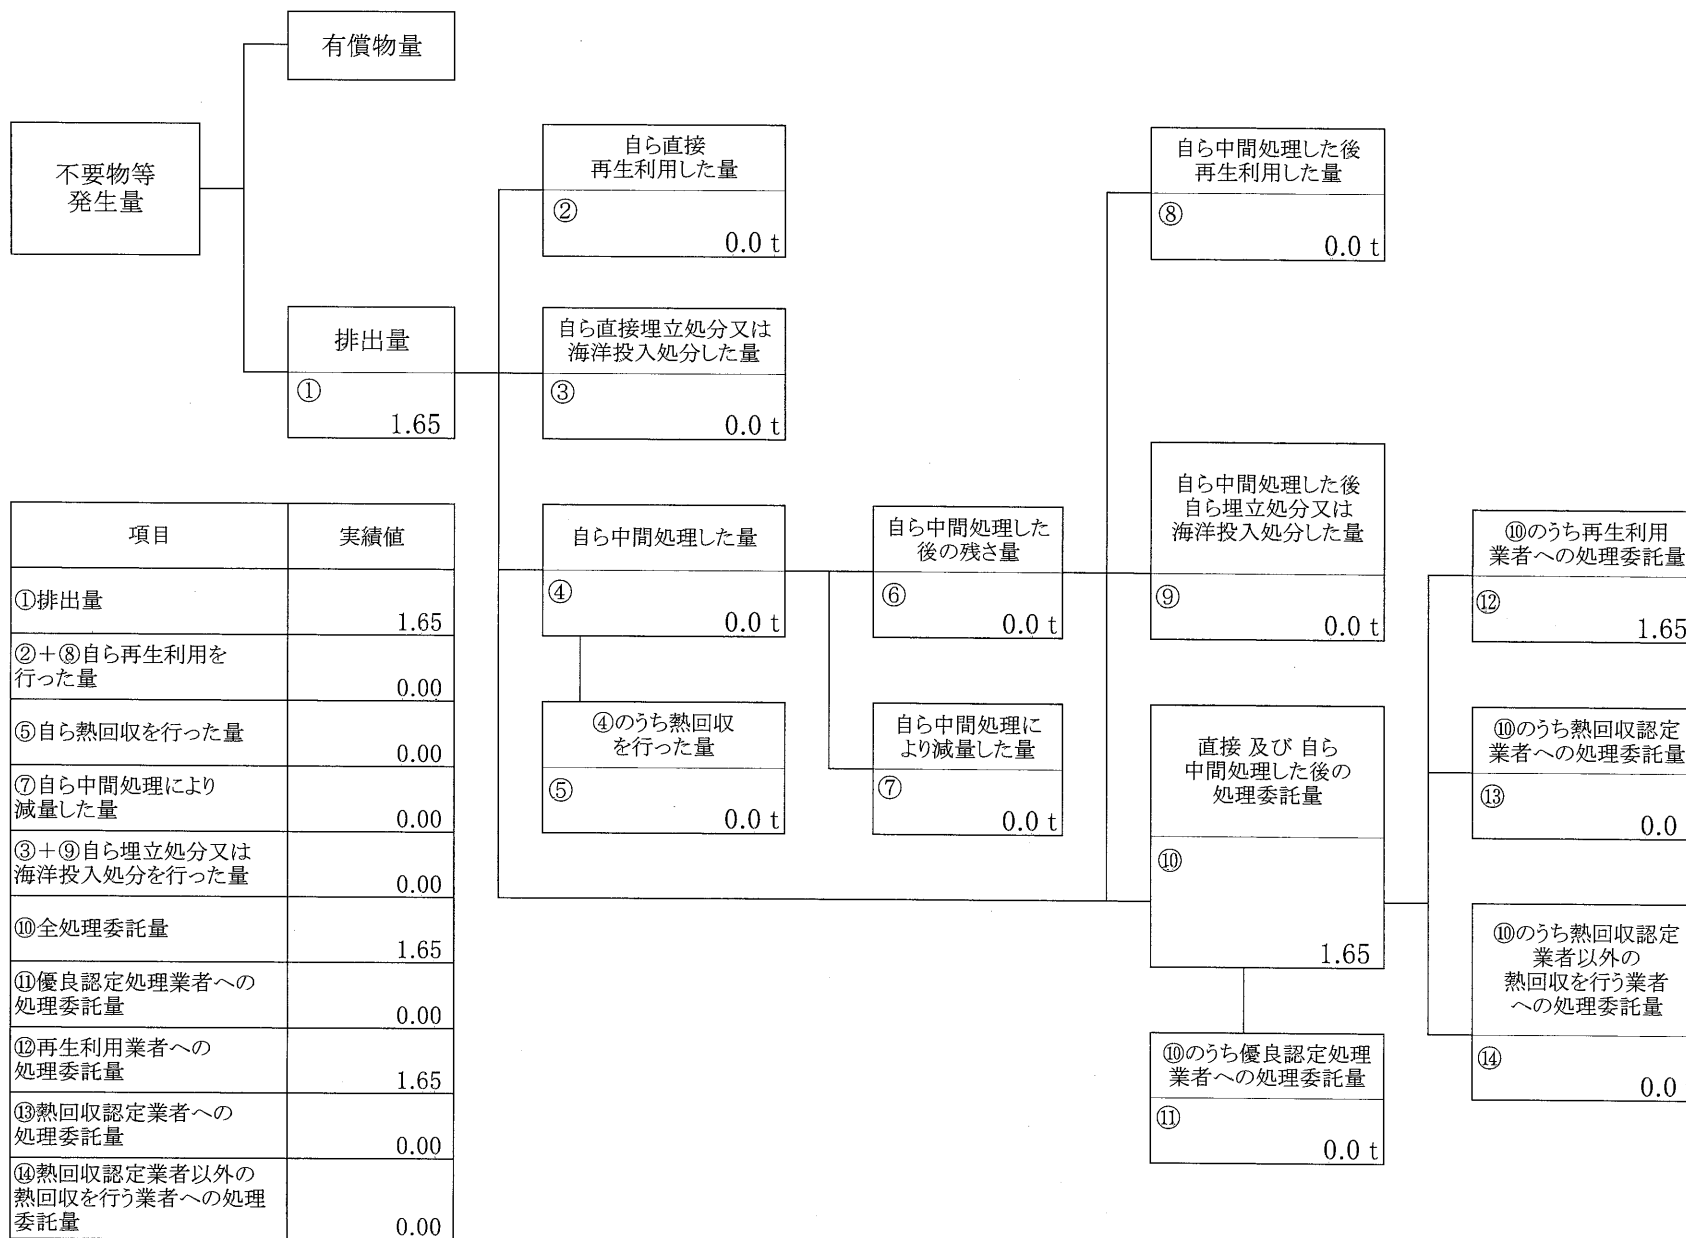 有償物量
不要物等
発生量
排出量
①
1.65
自ら直接
再生利用した量
②
0.0 t
自ら直接埋立処分又は
海洋投入処分した量
③
0.0 t
自ら中間処理した量
④
0.0 t
④のうち熱回収
を行った量
⑤
0.0 t
自ら中間処理した
後の残さ量
⑥
0.0 t
自ら中間処理に
より減量した量
⑦
0.0 t
自ら中間処理した後
再生利用した量
⑧
0.0 t
自ら中間処理した後
自ら埋立処分又は
海洋投入処分した量
⑨
0.0 t
直接 及び 自ら
中間処理した後の
処理委託量
⑩
1.65
⑩のうち優良認定処理
業者への処理委託量
⑪
0.0 t
⑩のうち再生利用
業者への処理委託量
⑫
1.65
⑩のうち熱回収認定
業者への処理委託量
⑬
0.0
⑩のうち熱回収認定
業者以外の
熱回収を行う業者
への処理委託量
⑭
0.0
項目 実績値
①排出量
1.65
②＋⑧自ら再生利用を
行った量
0.00
⑤自ら熱回収を行った量
0.00
⑦自ら中間処理により
減量した量
0.00
③＋⑨自ら埋立処分又は
海洋投入処分を行った量
0.00
⑩全処理委託量
1.65
⑪優良認定処理業者への
処理委託量
0.00
⑫再生利用業者への
処理委託量
1.65
⑬熱回収認定業者への
処理委託量
0.00
⑭熱回収認定業者以外の
熱回収を行う業者への処理
委託量
0.00